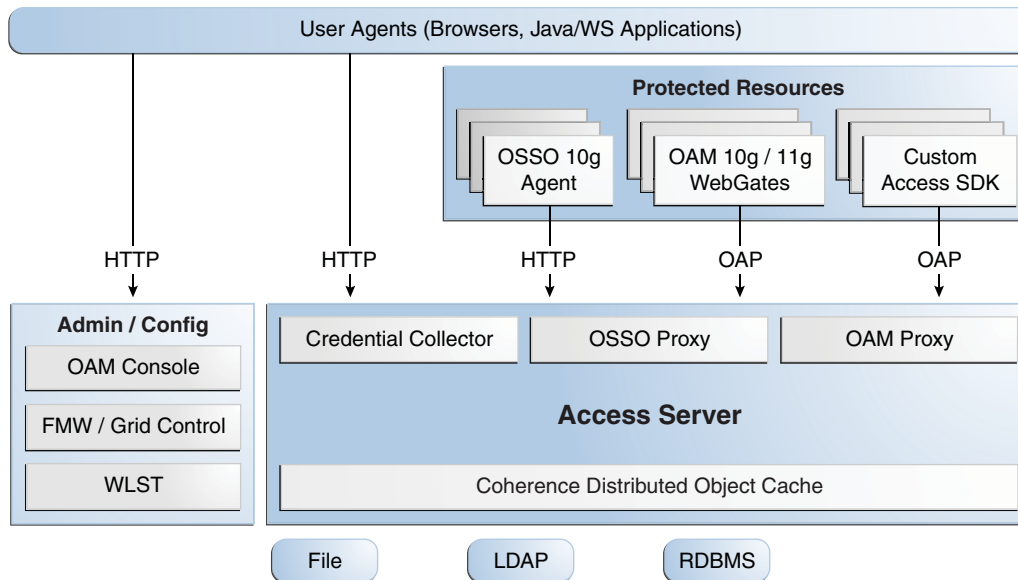 User Agents (Browsers, Java/WS Applications)
Protected Resources
OSSO 10g
Agent
OAM 10g / 11g
WebGates
Custom
Access SDK
HTTP
HTTP
HTTP
OAP
OAP
Admin / Config
OAM Console
FMW / Grid Control
WLST
Credential Collector
OSSO Proxy
OAM Proxy
Access Server
Coherence Distributed Object Cache
File
LDAP
RDBMS